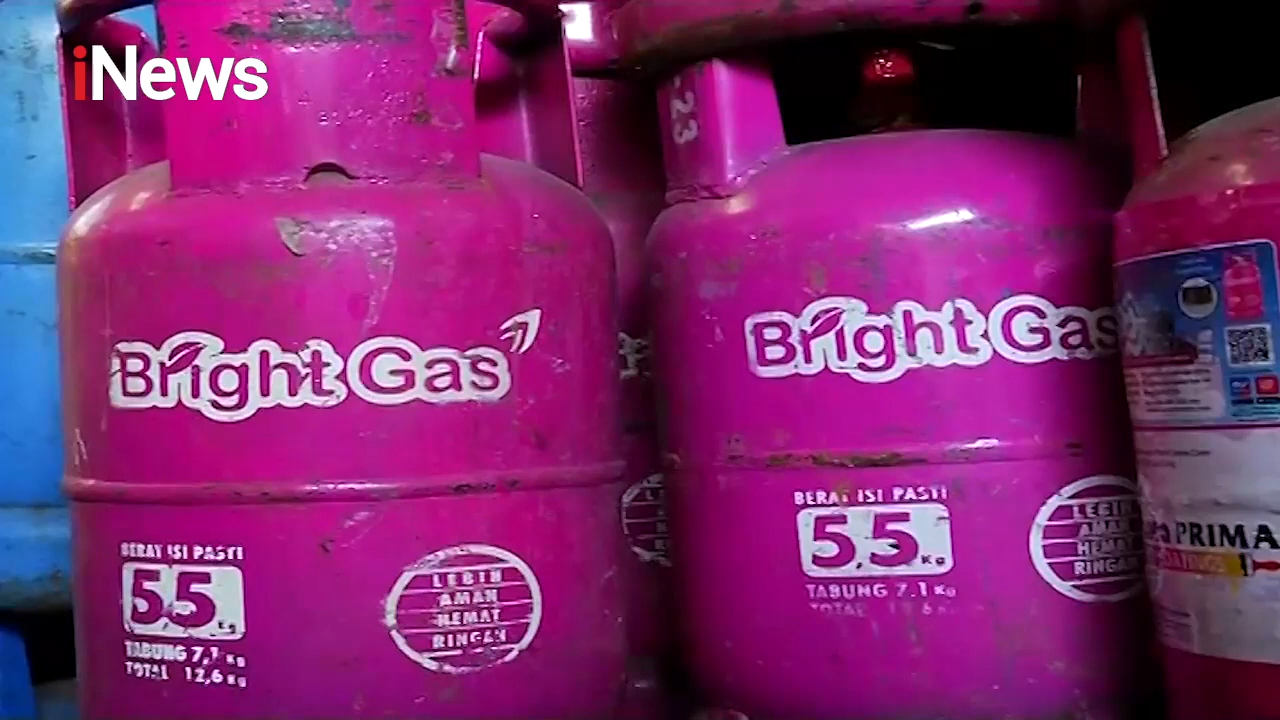 iNews
-23
Bright Gas
BERAT ISI PASTI
5,5 Kg
TABUNG 7,1 Kg
TOTAL 12,6 Kg
LEBIH
AMAN
HEMAT
RINGAN
Bright Gas
BERAT ISI PASTI
5,5 Kg
TABUNG 7.1 Kg
TOTAL
LEBIH
AMAN
HEMAT
RINGAN
PRIMA